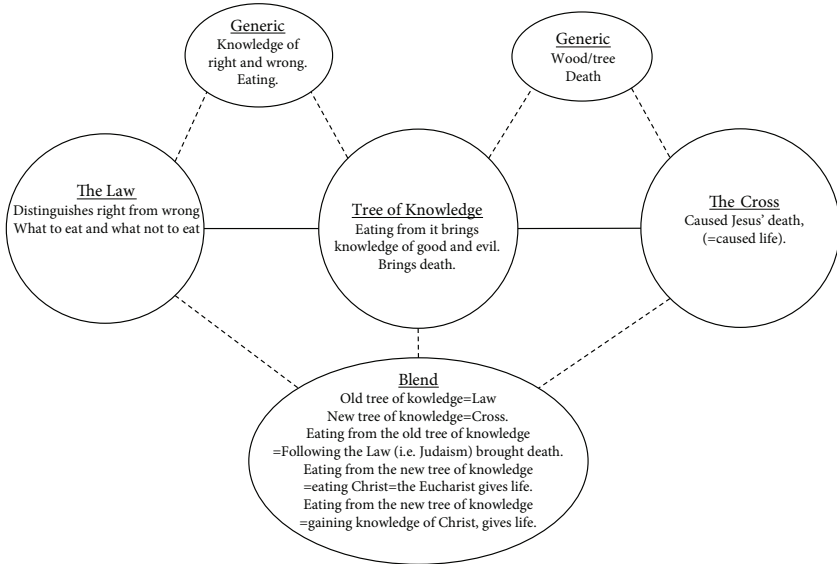 Generic
Knowledge of
right and wrong.
Eating.
Generic
Wood/tree
Death
The Law
Distinguishes right from wrong
What to eat and what not to eat
Tree of Knowledge
Eating from it brings
knowledge of good and evil.
Brings death.
The Cross
Caused Jesus’ death,
(=caused life).
Blend
Old tree of kowledge=Law
New tree of knowledge=Cross.
Eating from the old tree of knowledge
=Following the Law (i.e. Judaism) brought death.
Eating from the new tree of knowledge
=eating Christ=the Eucharist gives life.
Eating from the new tree of knowledge
=gaining knowledge of Christ, gives life.